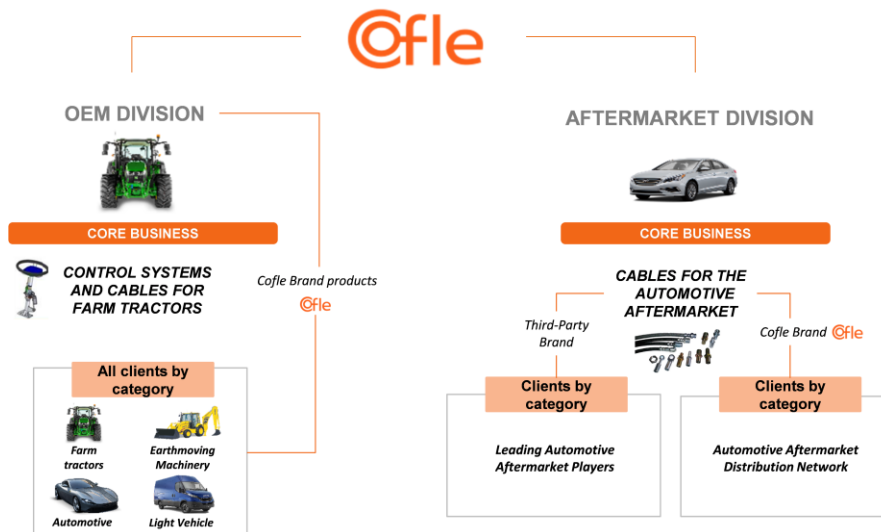 Cofle
OEM DIVISION
CORE BUSINESS
CONTROL SYSTEMS
AND CABLES FOR
FARM TRACTORS
Cofle Brand products
Cofle
All clients by
category
Farm
tractors
Earthmoving
Machinery
Automotive
Light Vehicle
AFTERMARKET DIVISION
CORE BUSINESS
CABLES FOR THE
AUTOMOTIVE
AFTERMARKET
Third-Party
Brand
Cofle Brand Cofle
Clients by
category
Leading Automotive
Aftermarket Players
Clients by
category
Automotive Aftermarket
Distribution Network